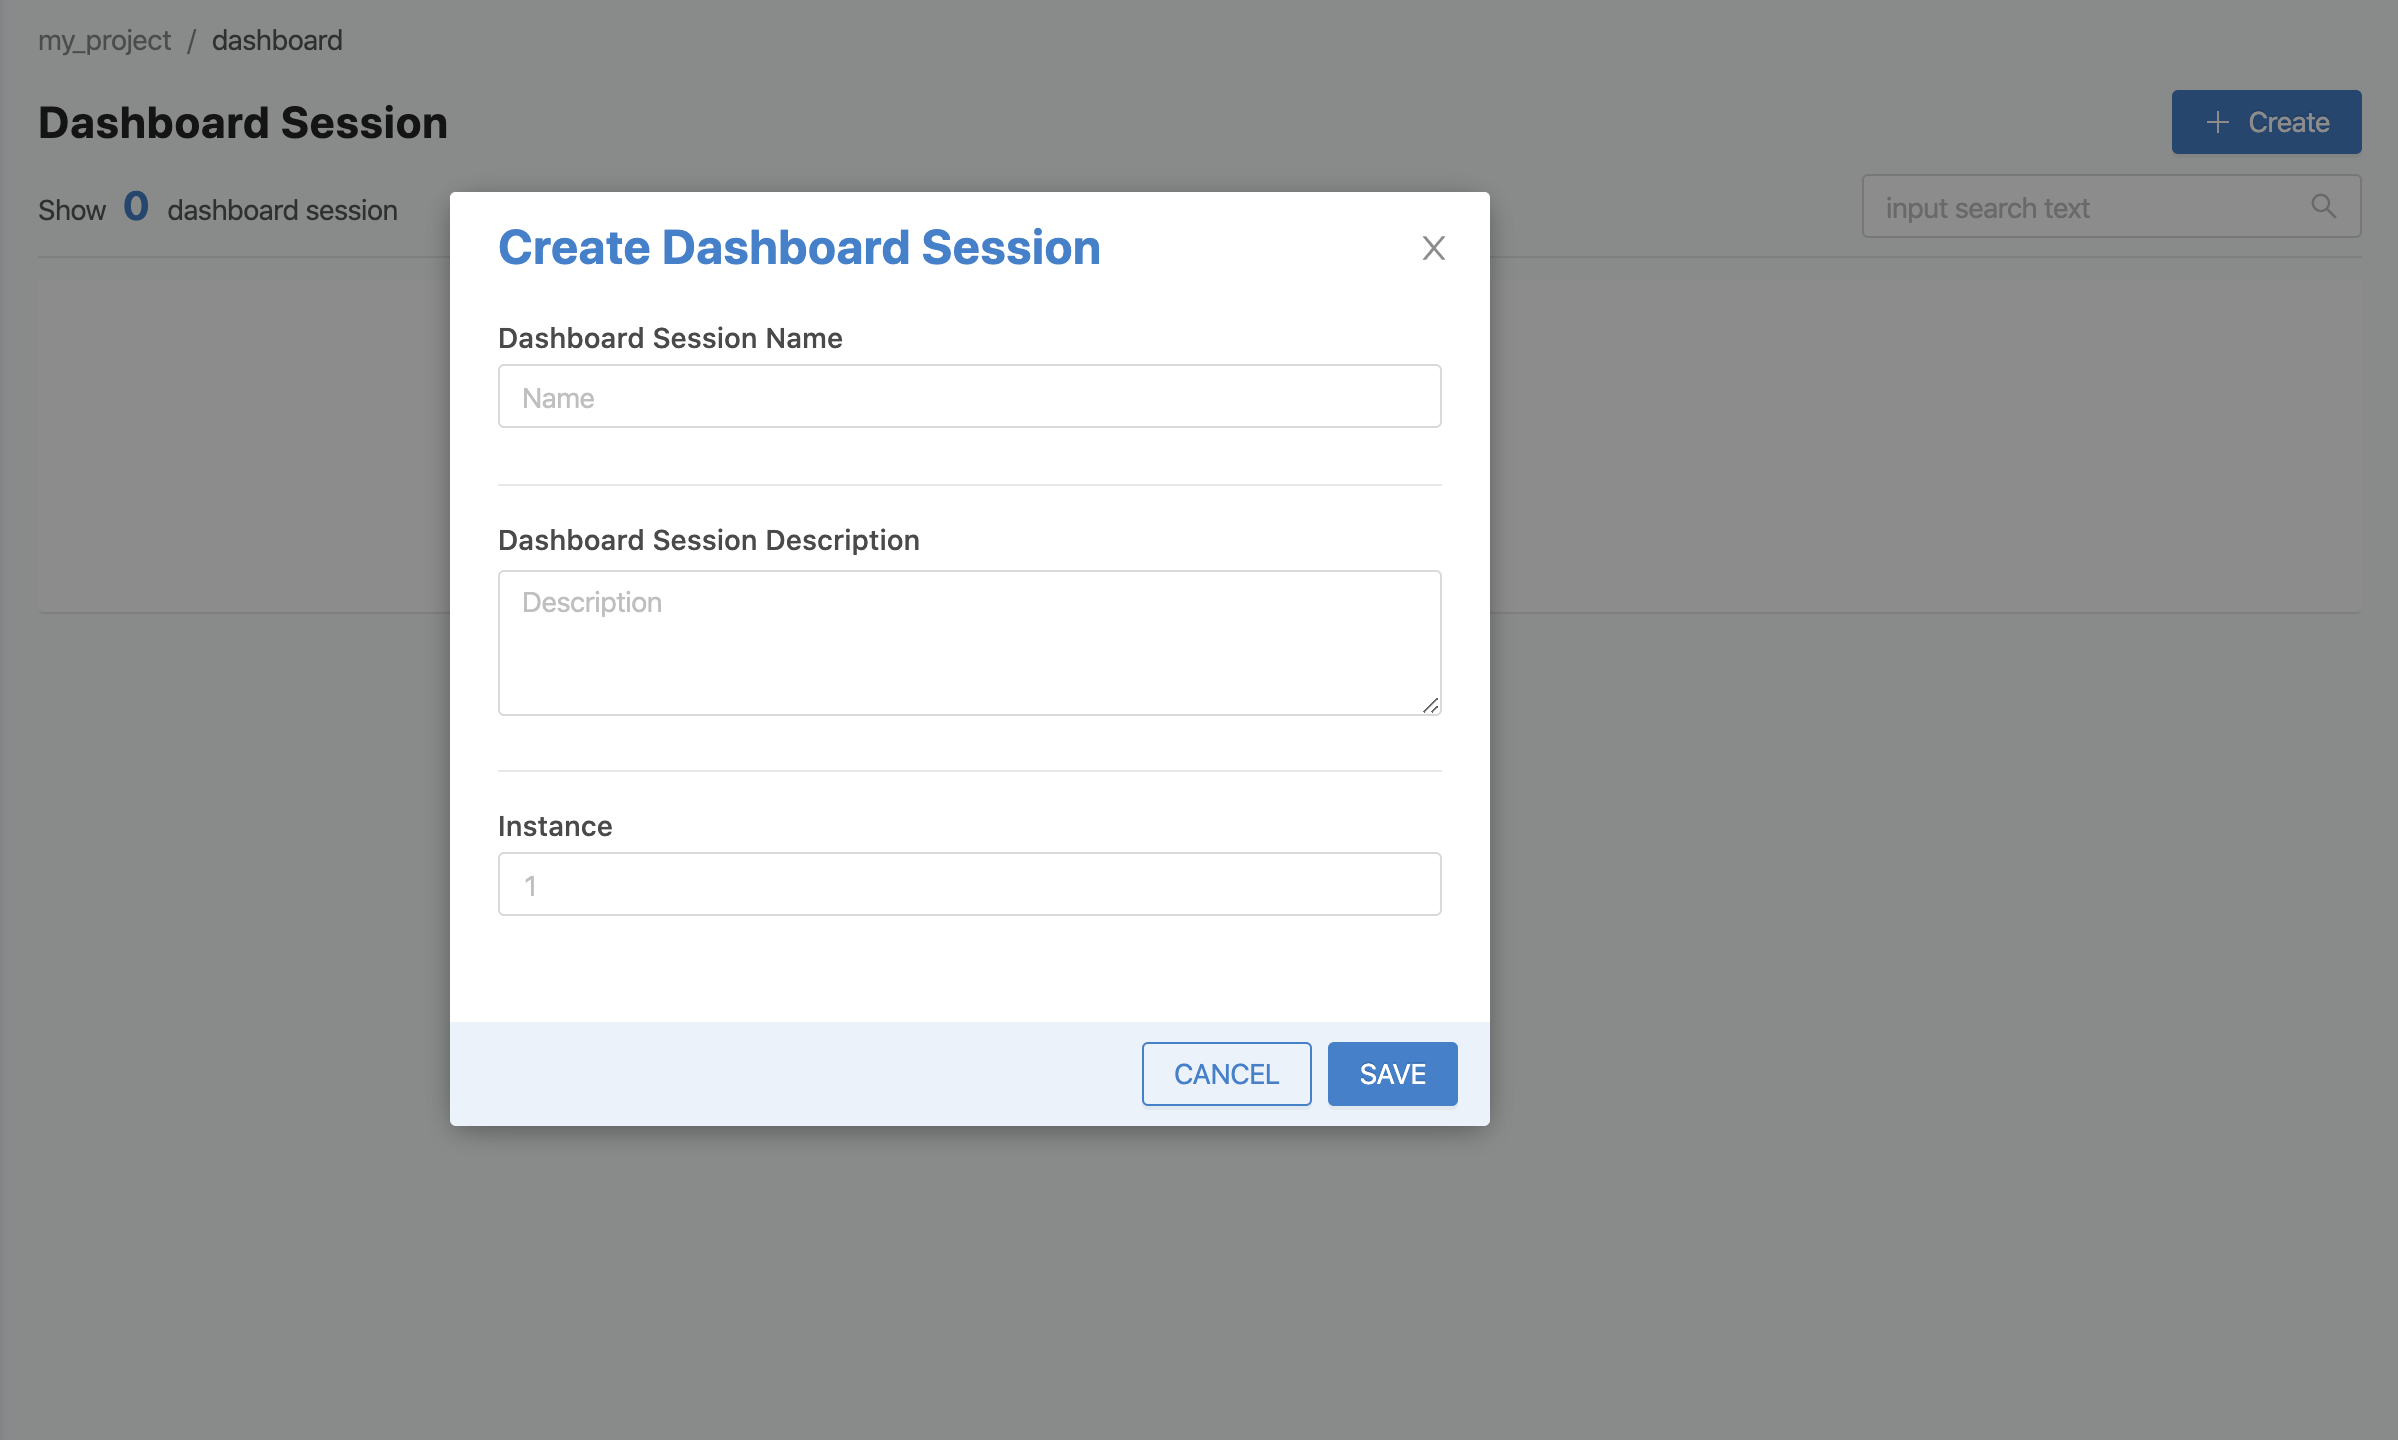 my_project / dashboard
Dashboard Session
+ Create
Show 0 dashboard session
input search text
Create Dashboard Session
Dashboard Session Name
Name
Dashboard Session Description
Description
Instance
1
CANCEL
SAVE